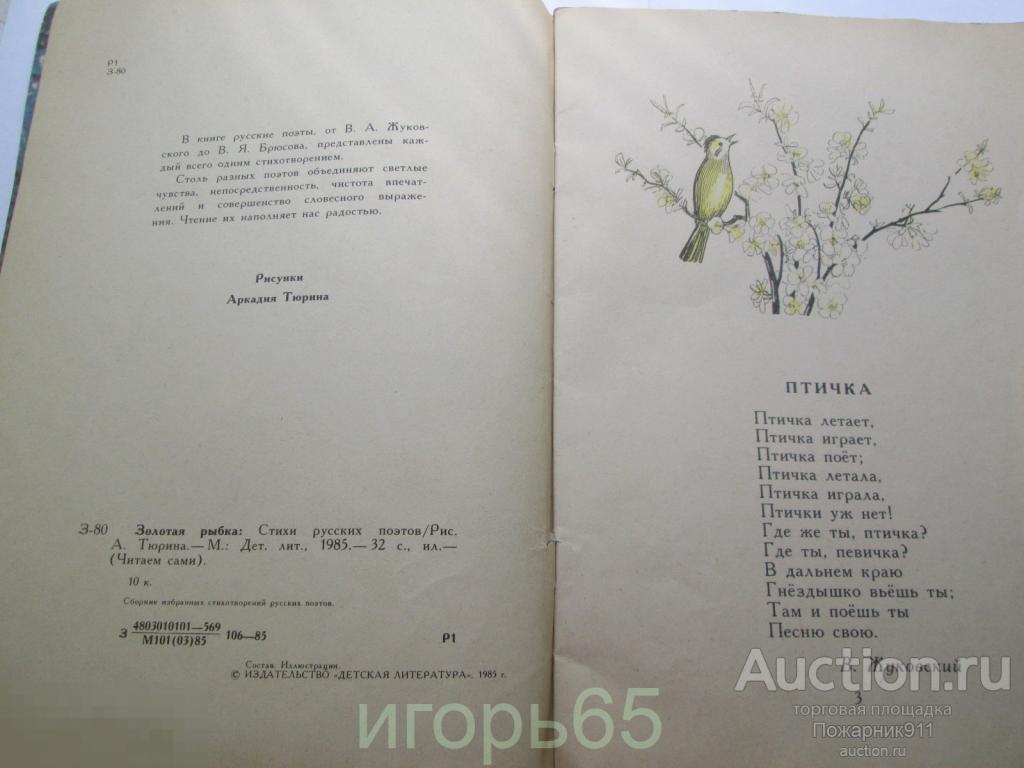 Р1
З-80
В книге русские поэты, от В. А. Жуков-
ского до В. Я. Брюсова, представлены каж-
дый всего одним стихотворением.
Столь разных поэтов объединяют светлые
чувства, непосредственность, чистота впечат-
лений и совершенство словесного выраже-
ния. Чтение их наполняет нас радостью.
Рисунки
Аркадия Тюрина
З-80 Золотая рыбка: Стихи русских поэтов/Рис.
А. Тюрина.— М.: Дет. лит., 1985.— 32 с., ил.—
(Читаем сами).
10 к.
Сборник избранных стихотворений русских поэтов.
З 4803010101—569
М101(03)85 106—85 Р1
Состав. Иллюстрации.
© ИЗДАТЕЛЬСТВО «ДЕТСКАЯ ЛИТЕРАТУРА», 1985 г.
ПТИЧКА
Птичка летает,
Птичка играет,
Птичка поёт;
Птичка летала,
Птичка играла,
Птички уж нет!
Где же ты, птичка?
Где ты, певичка?
В дальнем краю
Гнёздышко вьёшь ты;
Там и поёшь ты
Песню свою.
В. Жуковский
3
игорь65
Auction.ru
торговая площадка
Пожарник911
auction.ru